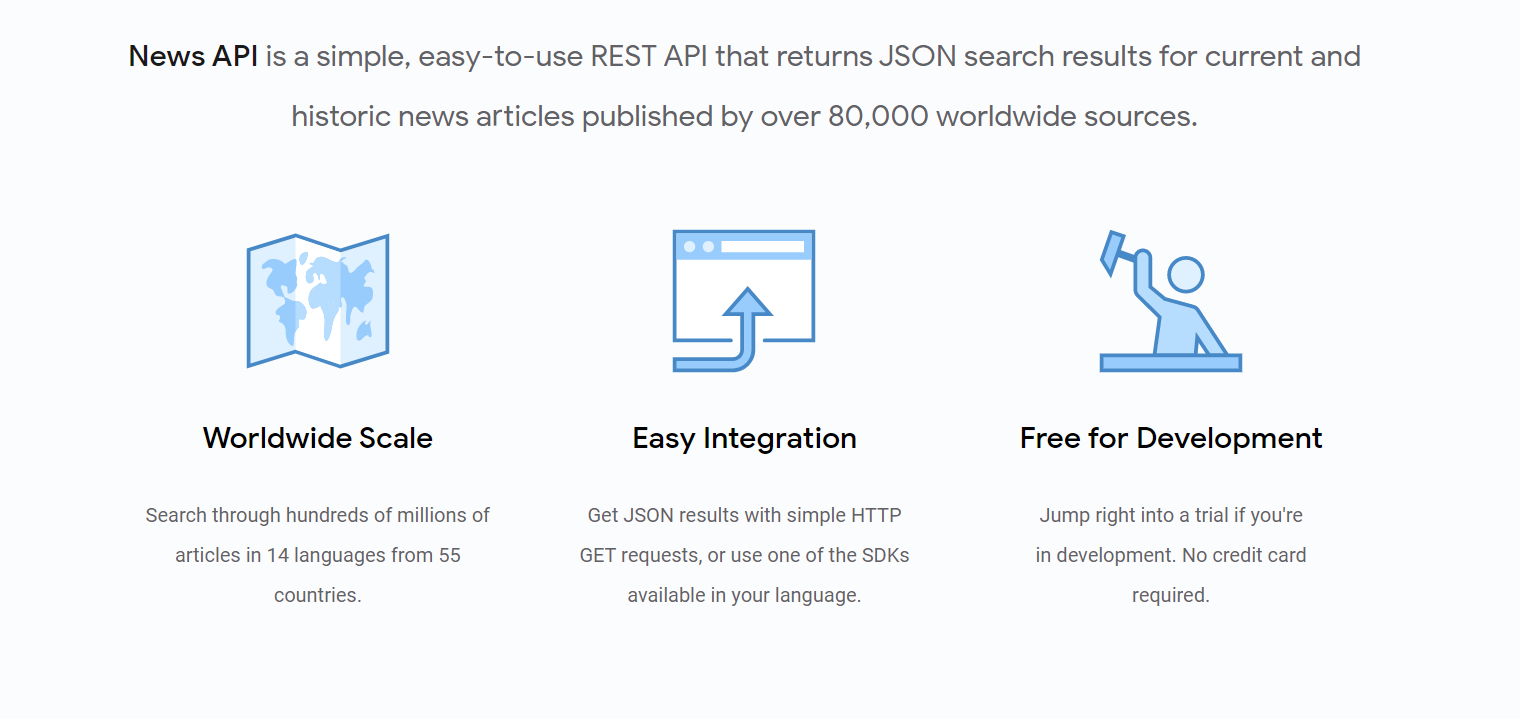 News API is a simple, easy-to-use REST API that returns JSON search results for current and
historic news articles published by over 80,000 worldwide sources.
Worldwide Scale
Search through hundreds of millions of
articles in 14 languages from 55
countries.
Easy Integration
Get JSON results with simple HTTP
GET requests, or use one of the SDKs
available in your language.
Free for Development
Jump right into a trial if you're
in development. No credit card
required.